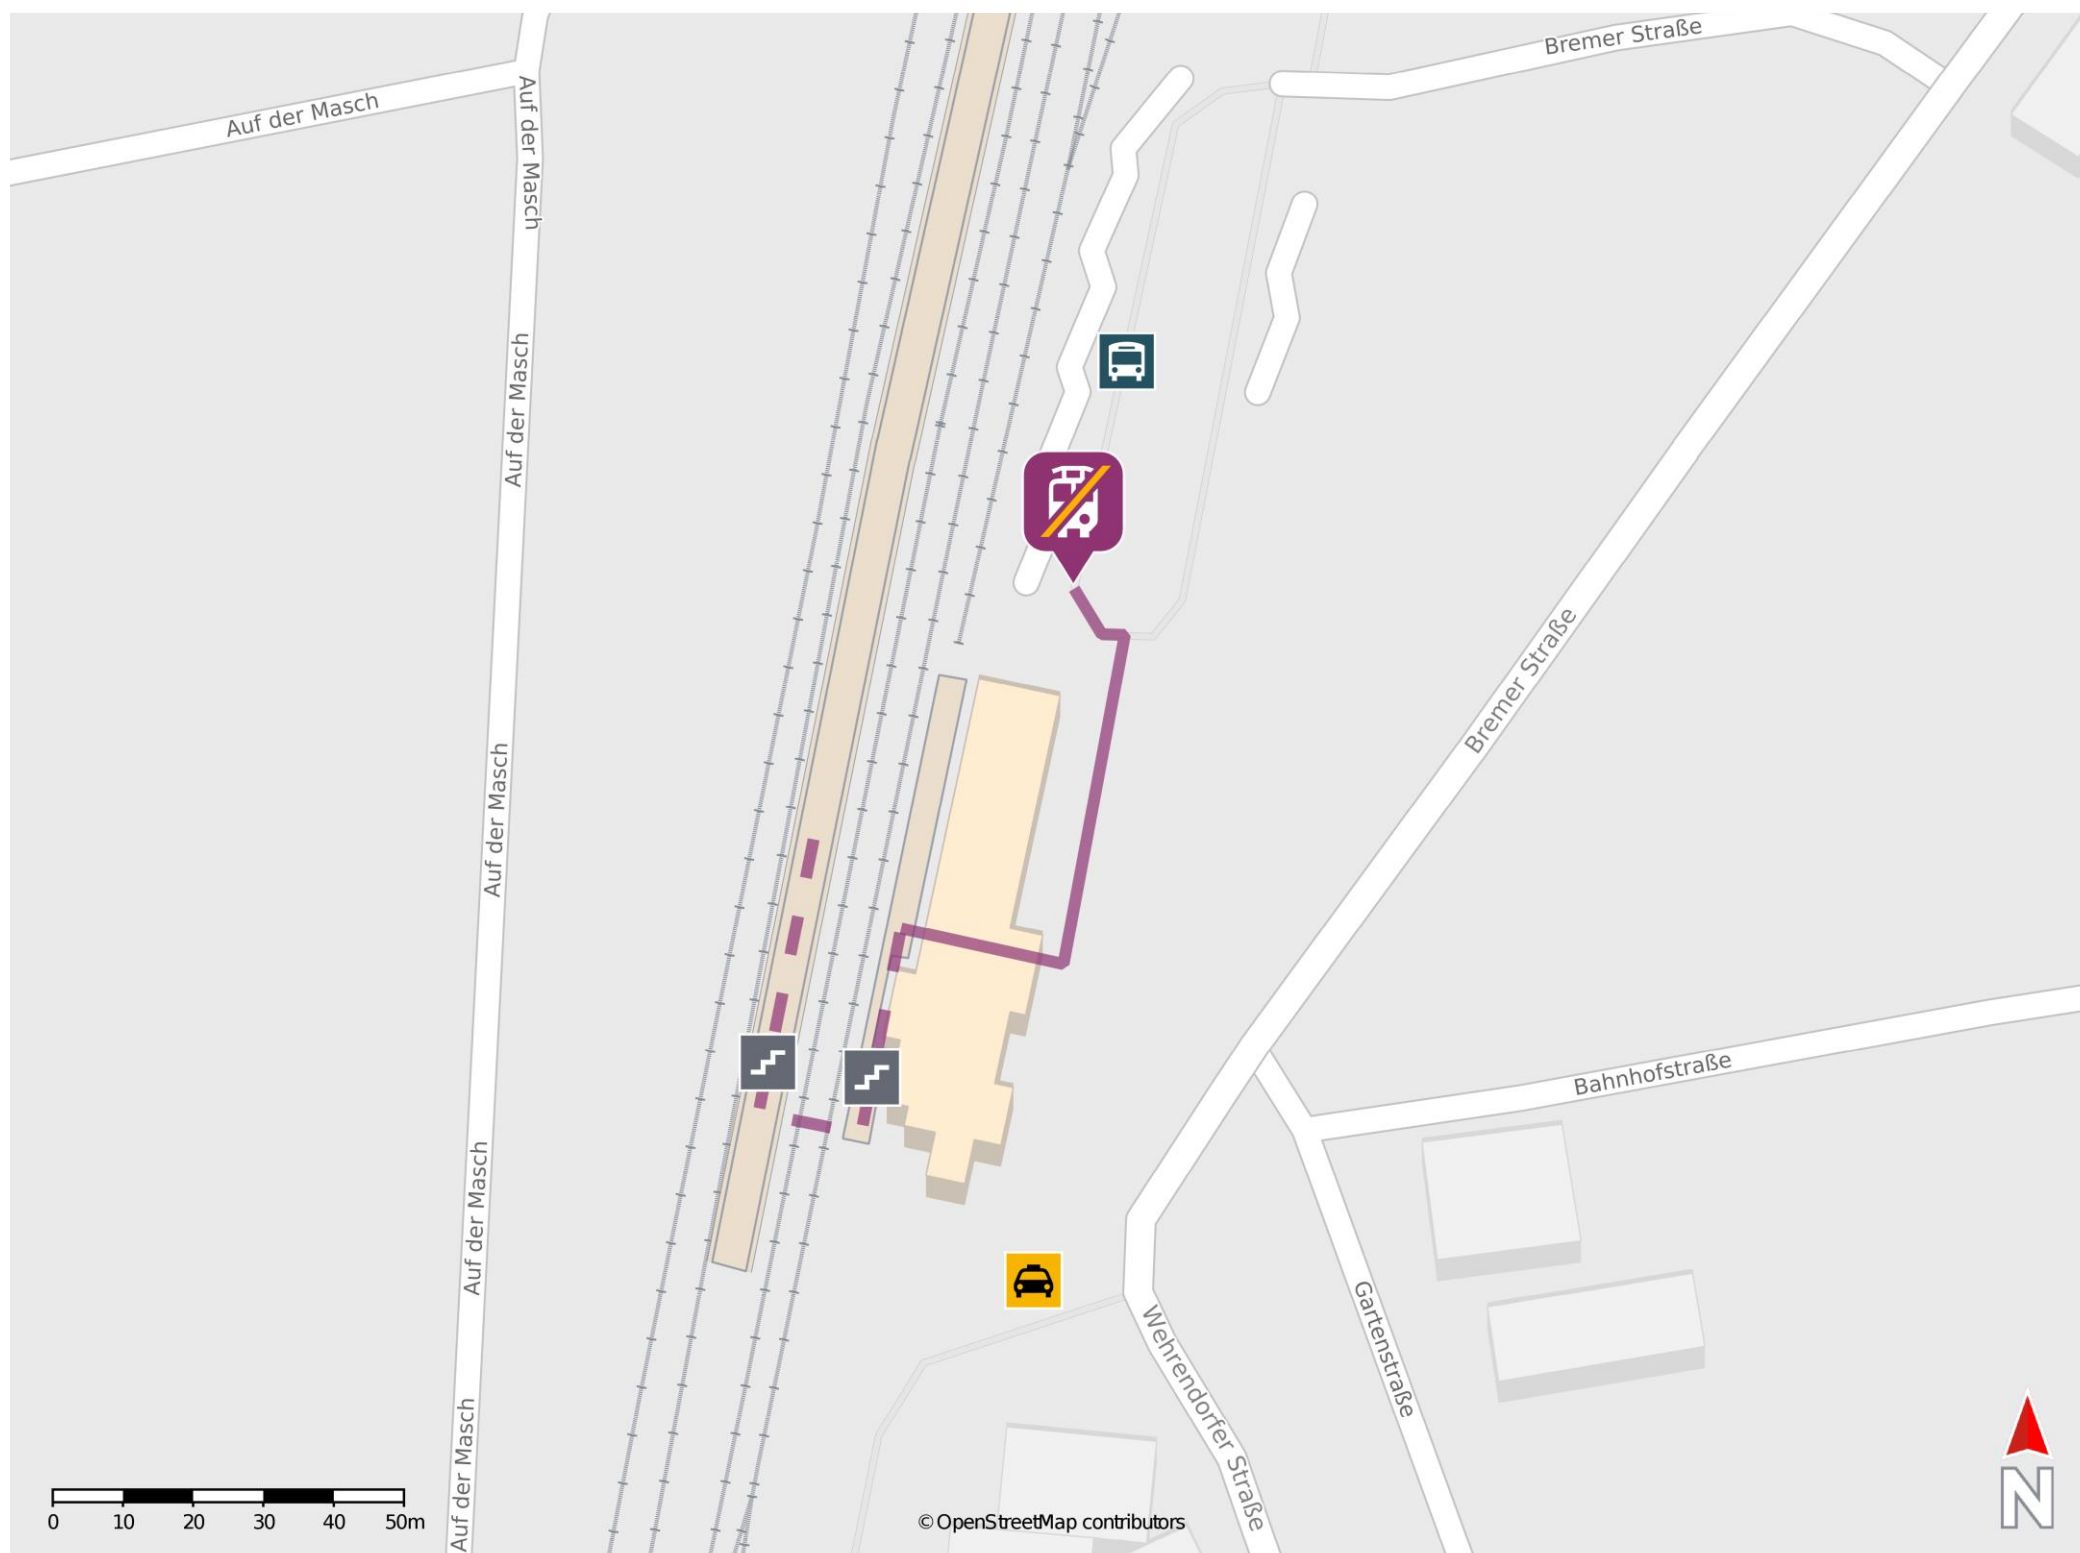 Bremer Straße
Auf der Masch
Auf der Masch
Auf der Masch
Bremer Straße
Auf der Masch
Bahnhofstraße
Auf der Masch
Gartenstraße
Wehrendorfer Straße
Auf der Masch
N
0 10 20 30 40 50m
© OpenStreetMap contributors